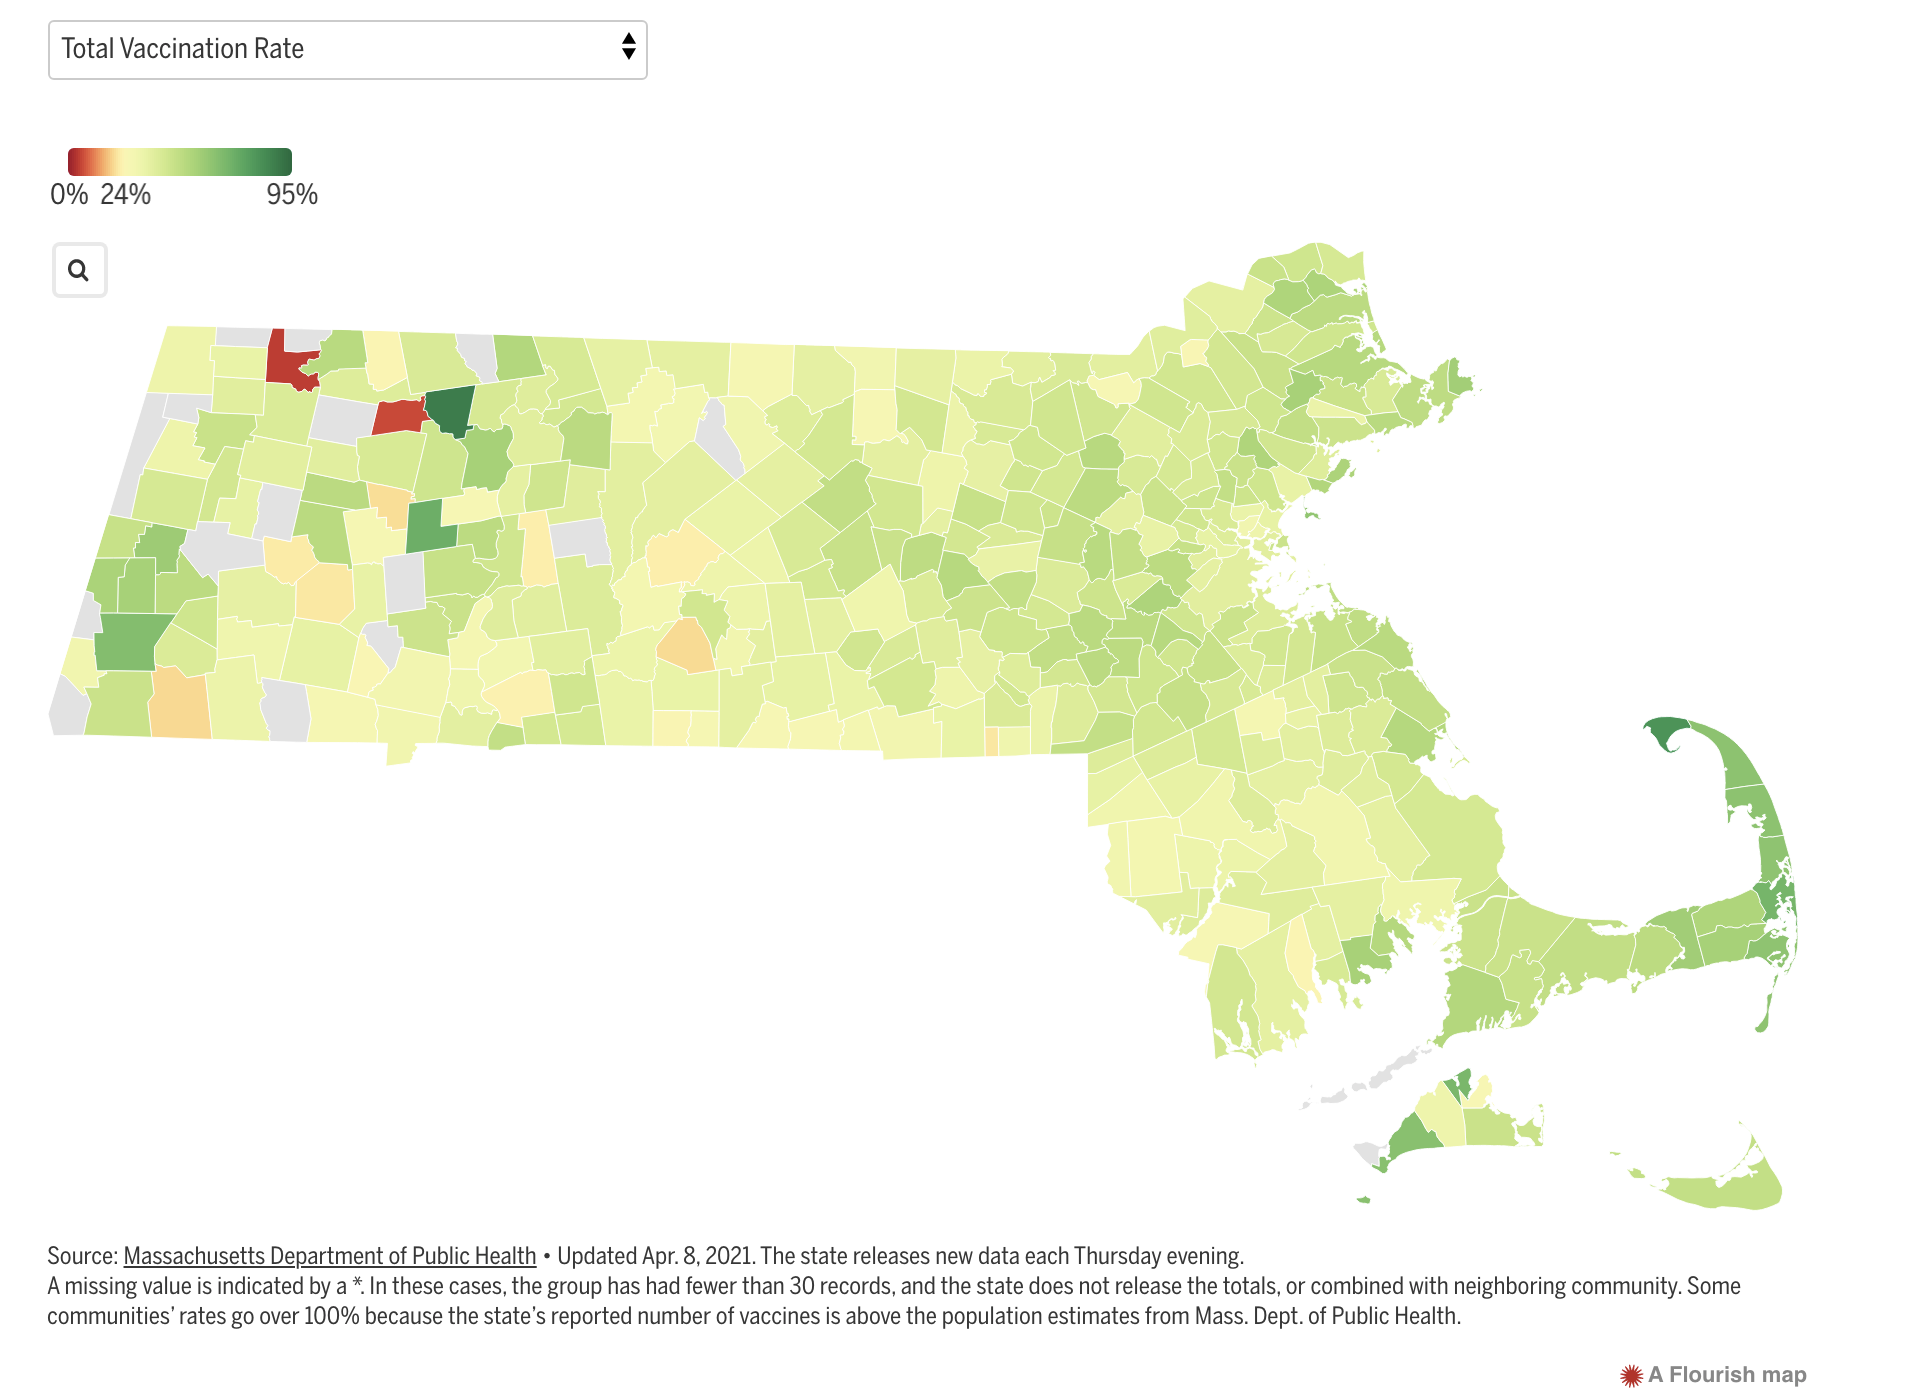 Total Vaccination Rate
0% 24% 95%
Source: Massachusetts Department of Public Health • Updated Apr. 8, 2021. The state releases new data each Thursday evening.
A missing value is indicated by a *. In these cases, the group has had fewer than 30 records, and the state does not release the totals, or combined with neighboring community. Some
communities’ rates go over 100% because the state’s reported number of vaccines is above the population estimates from Mass. Dept. of Public Health.
A Flourish map